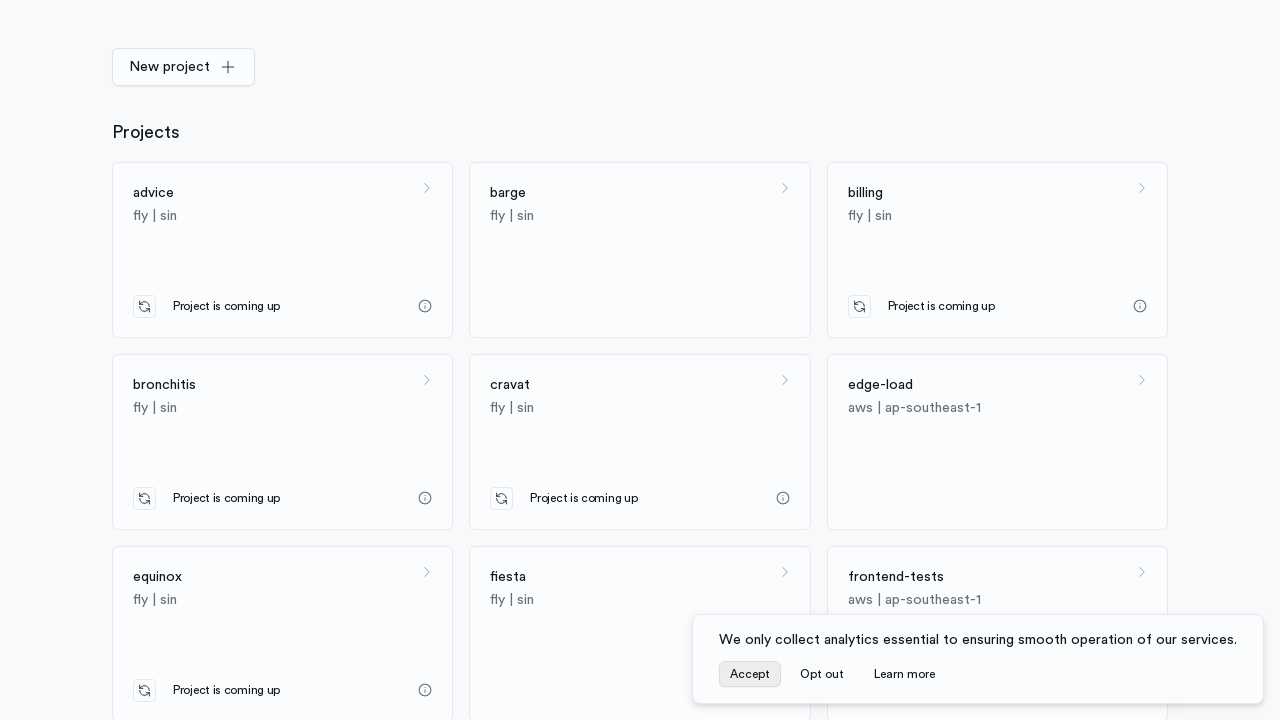 New project
Projects
advice
fly | sin
Project is coming up
barge
fly | sin
billing
fly | sin
Project is coming up
bronchitis
fly | sin
Project is coming up
cravat
fly | sin
Project is coming up
edge-load
aws | ap-southeast-1
equinox
fly | sin
Project is coming up
fiesta
fly | sin
frontend-tests
aws | ap-southeast-1
We only collect analytics essential to ensuring smooth operation of our services.
Accept Opt out Learn more